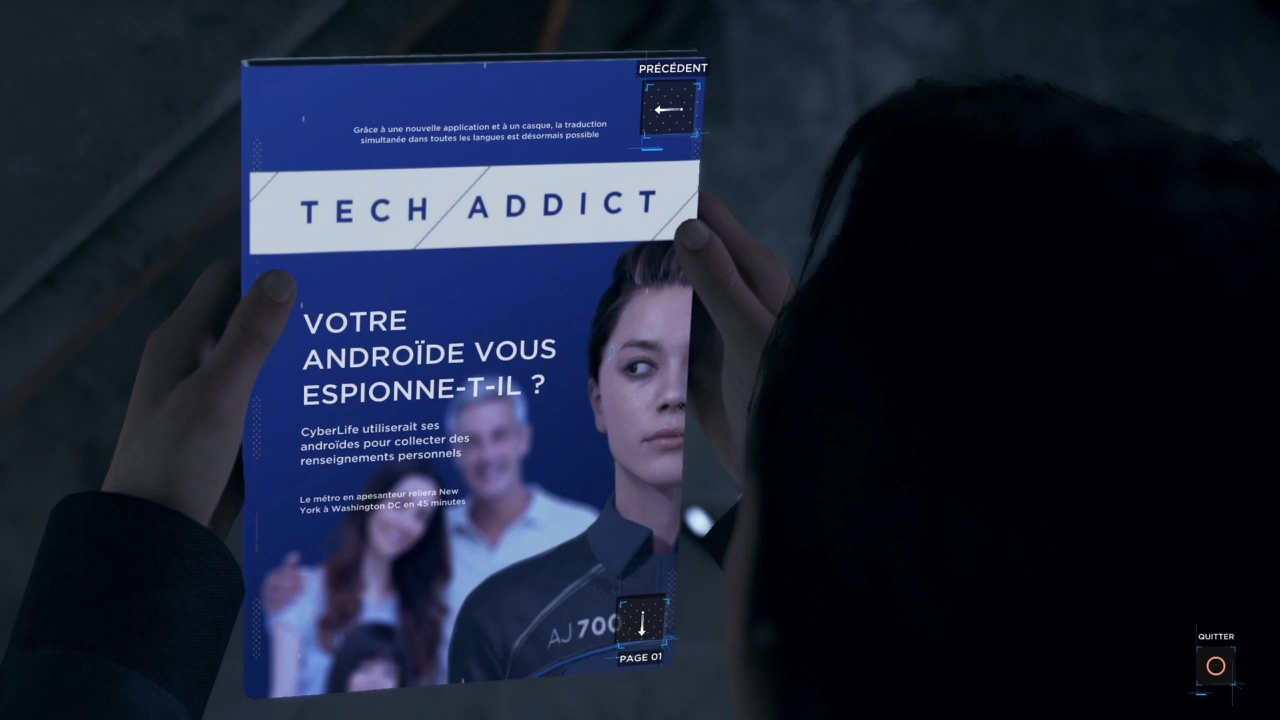 PRÉCÉDENT
Grâce à une nouvelle application et à un casque, la traduction
simultanée dans toutes les langues est désormais possible
TECH ADDICT
VOTRE
ANDROÏDE VOUS
ESPIONNE-T-IL ?
CyberLife utiliserait ses
androïdes pour collecter des
renseignements personnels
Le métro en apesanteur reliera New
York à Washington DC en 45 minutes
AJ 700
PAGE 01
QUITTER